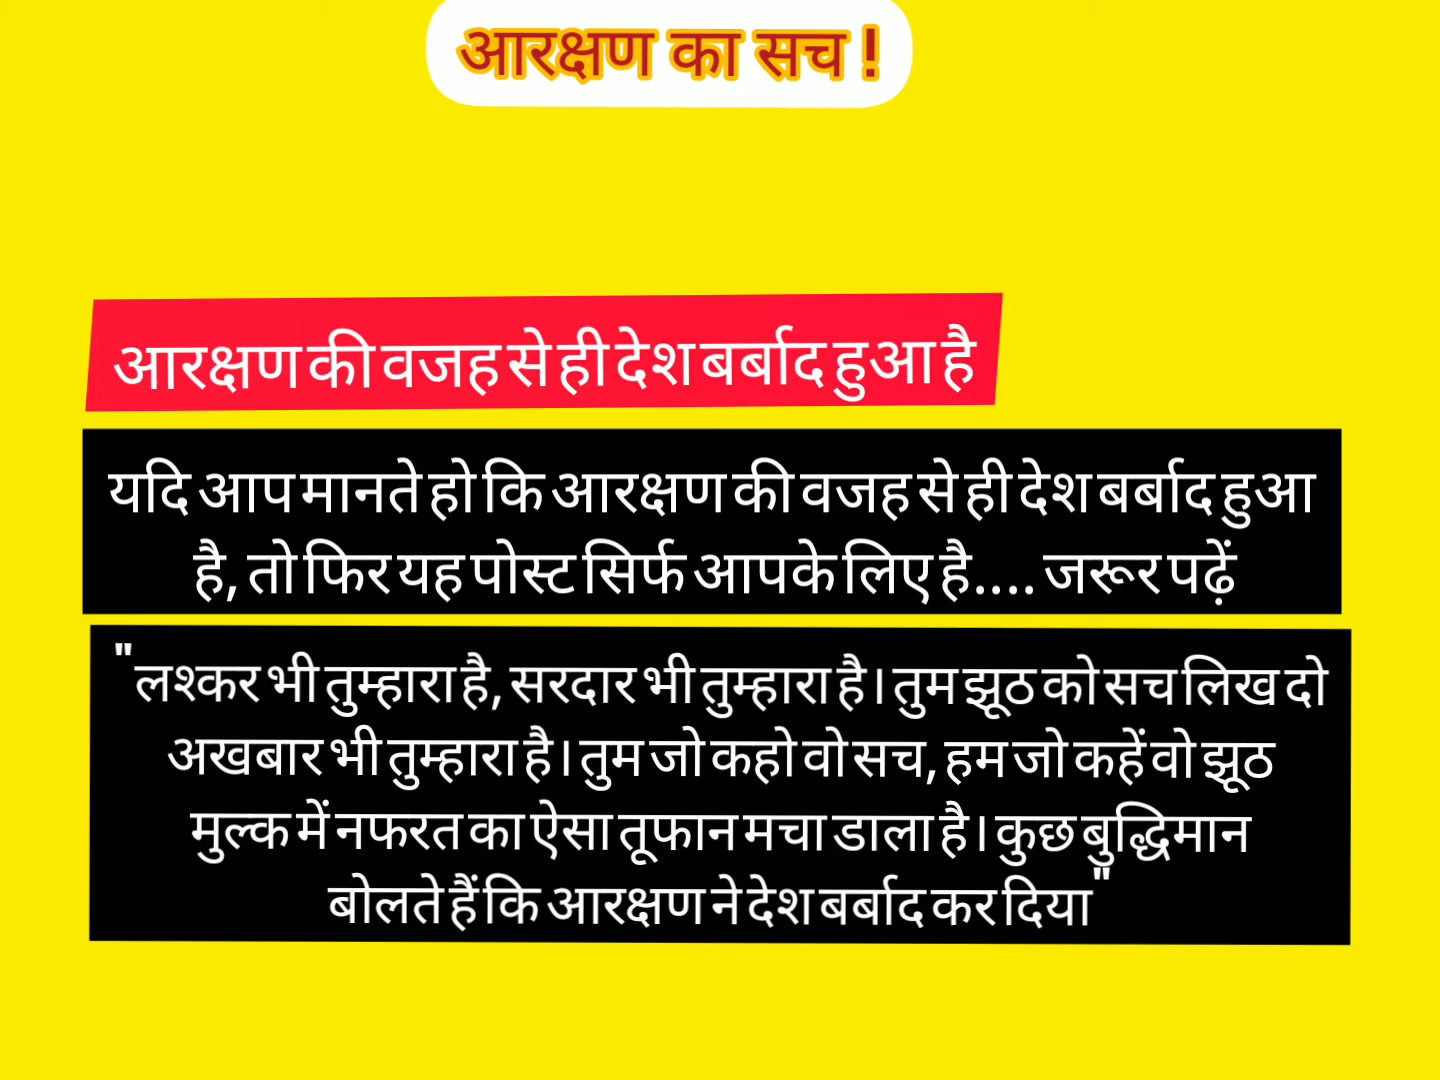 आरक्षण का सच !
आरक्षण की वजह से ही देश बर्बाद हुआ है
यदि आप मानते हो कि आरक्षण की वजह से ही देश बर्बाद हुआ
है, तो फिर यह पोस्ट सिर्फ आपके लिए है.... जरूर पढ़ें
"लश्कर भी तुम्हारा है, सरदार भी तुम्हारा है। तुम झूठ को सच लिख दो
अखबार भी तुम्हारा है। तुम जो कहो वो सच, हम जो कहें वो झूठ
मुल्क में नफरत का ऐसा तूफान मचा डाला है। कुछ बुद्धिमान
बोलते हैं कि आरक्षण ने देश बर्बाद कर दिया"